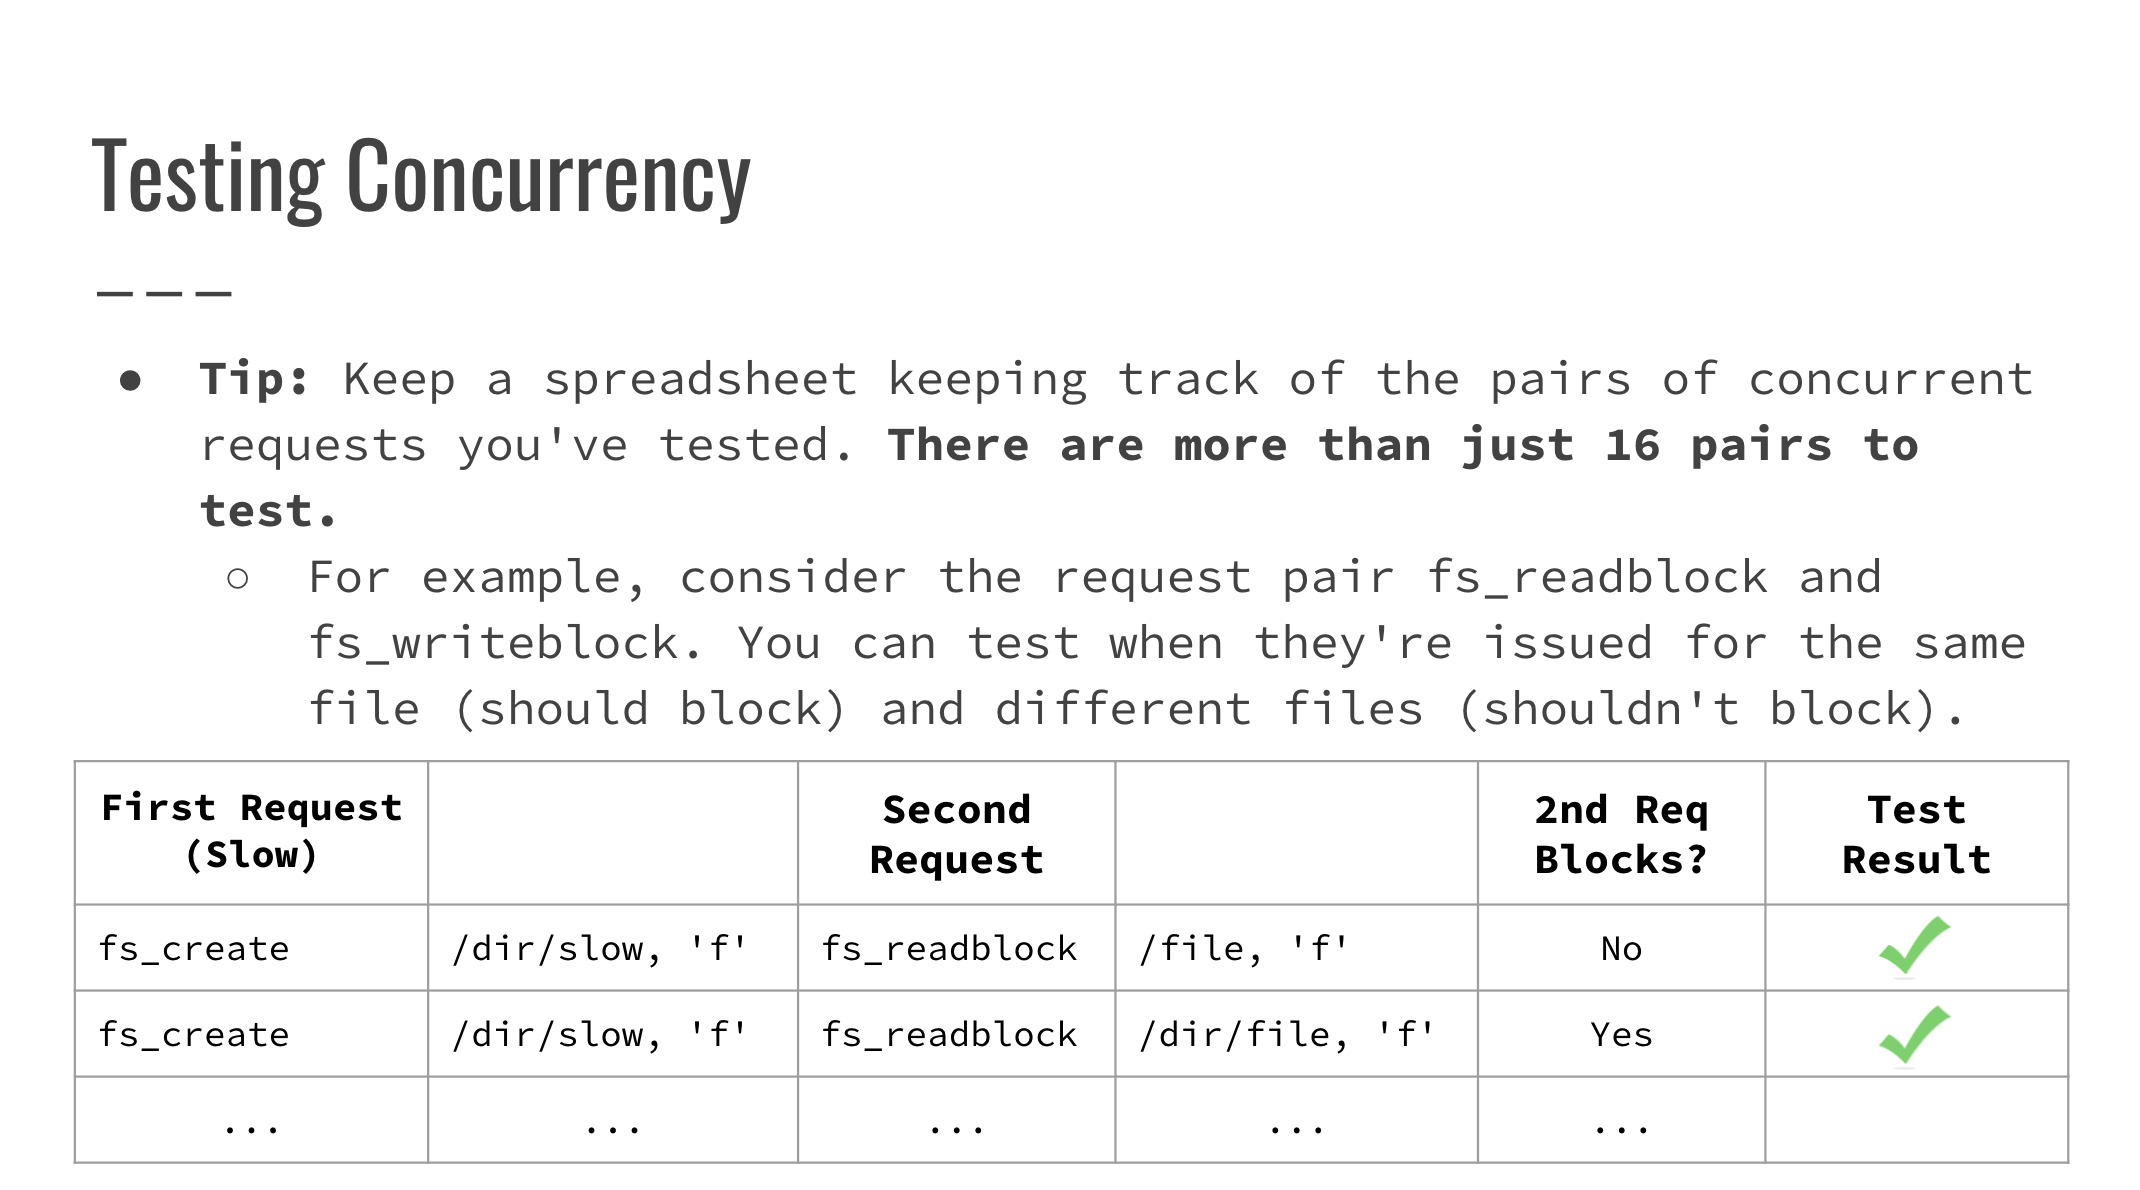 Testing Concurrency
● Tip: Keep a spreadsheet keeping track of the pairs of concurrent
requests you've tested. There are more than just 16 pairs to
test.
○ For example, consider the request pair fs_readblock and
fs_writeblock. You can test when they're issued for the same
file (should block) and different files (shouldn't block).
First Request (Slow) Second Request 2nd Req Blocks? Test Result
fs_create /dir/slow, 'f' fs_readblock /file, 'f' No
fs_create /dir/slow, 'f' fs_readblock /dir/file, 'f' Yes
... ... ... ... ...